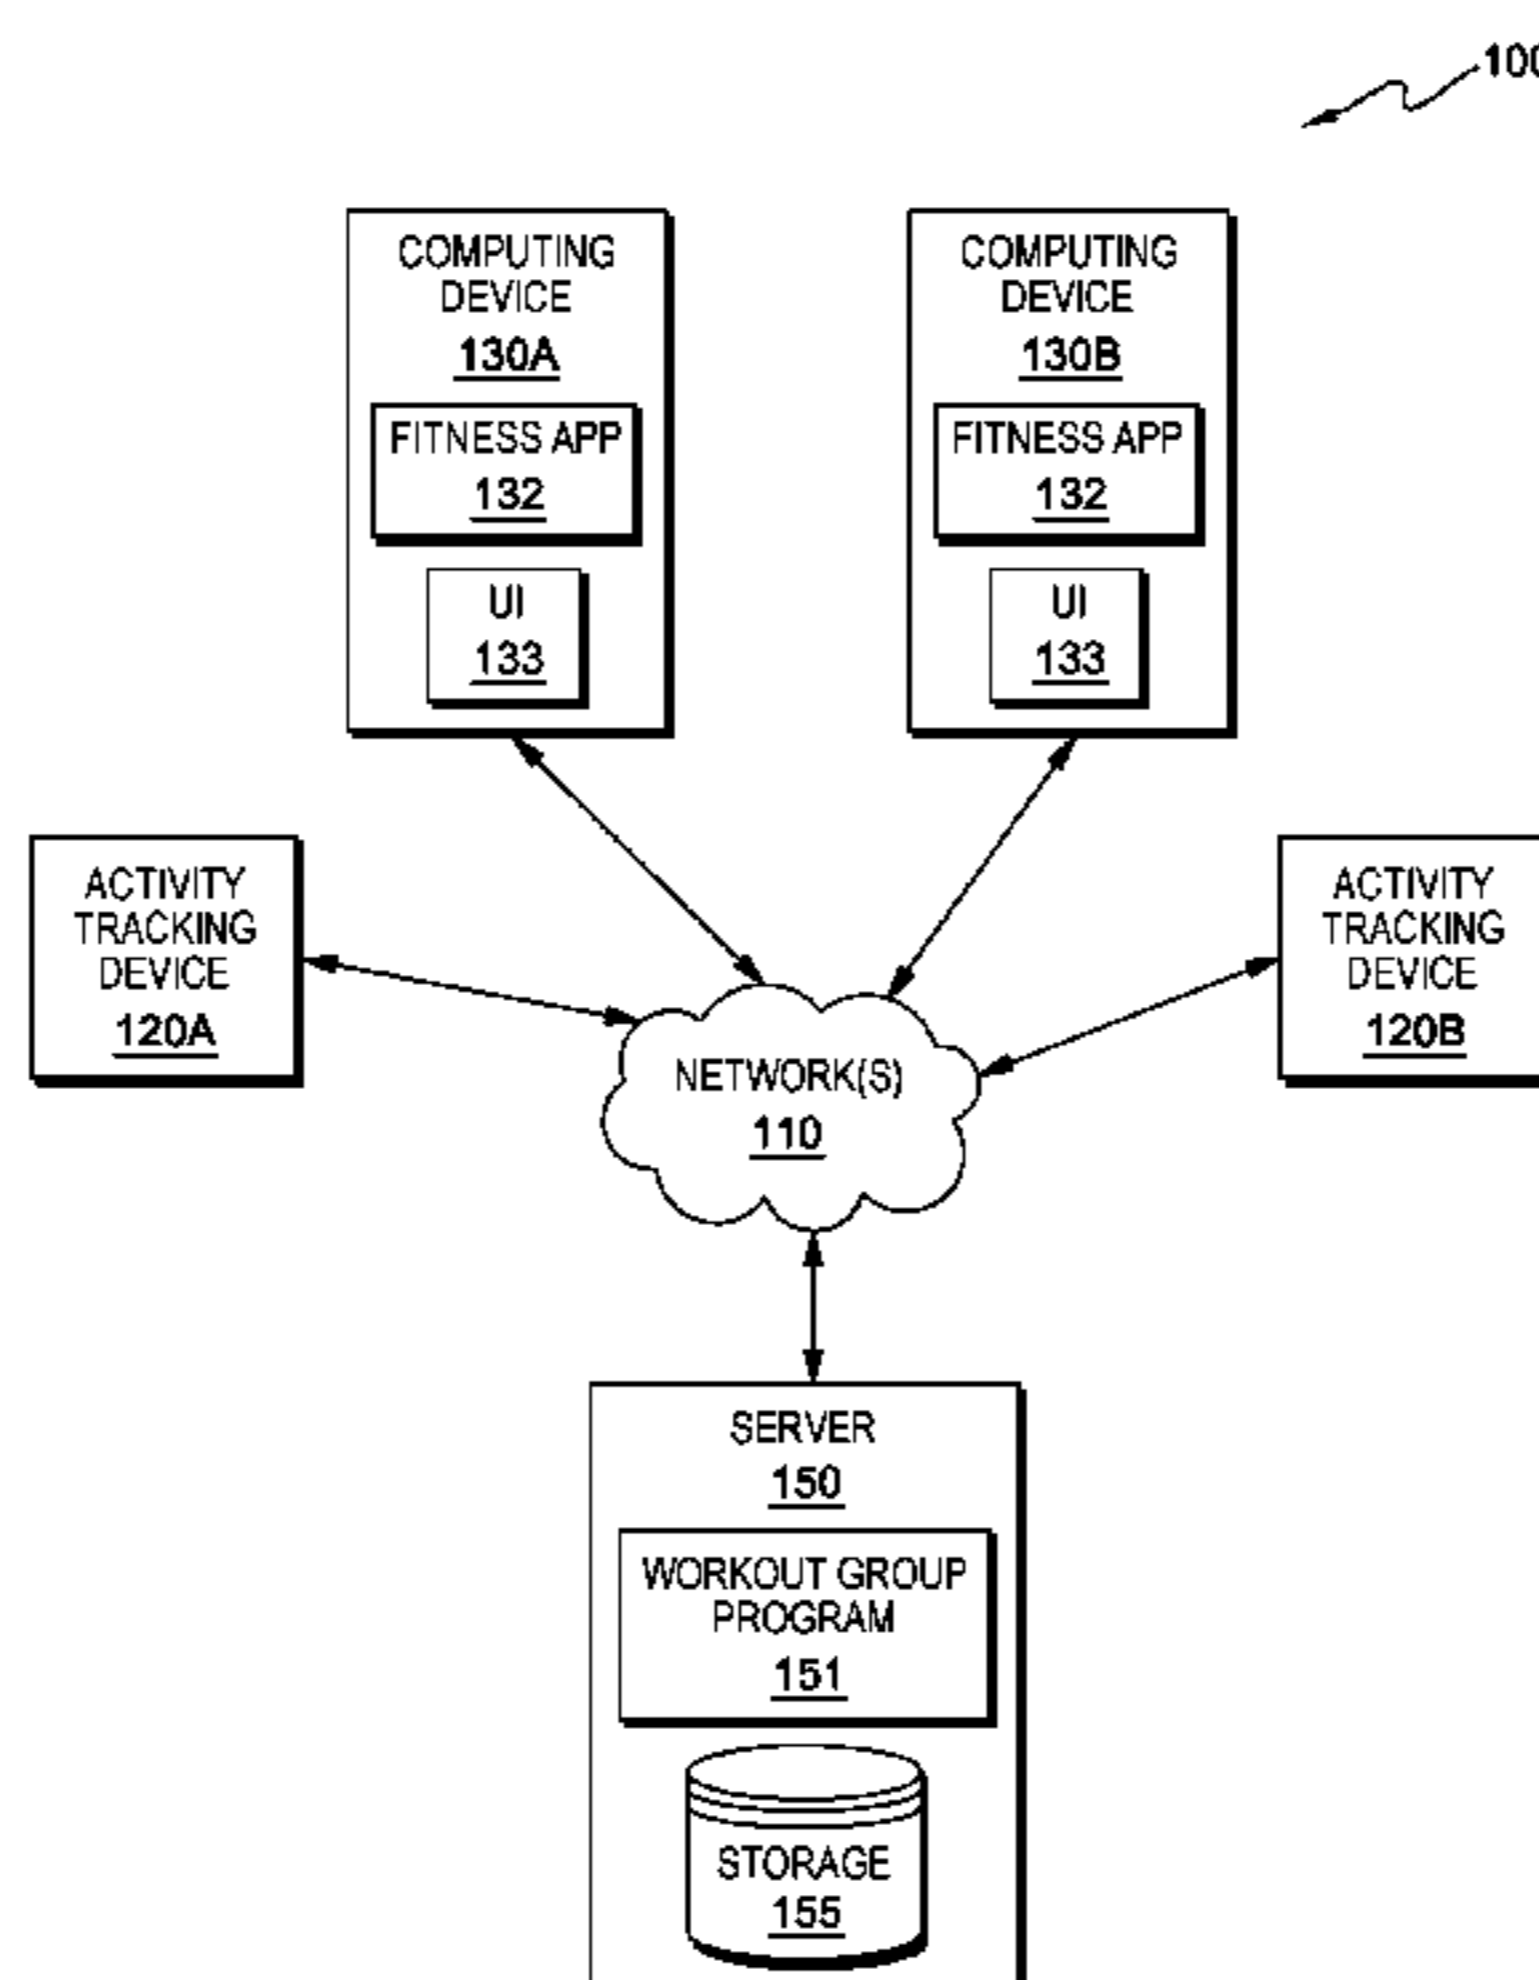 100
COMPUTING
DEVICE
130A
FITNESS APP
132
UI
133
COMPUTING
DEVICE
130B
FITNESS APP
132
UI
133
ACTIVITY
TRACKING
DEVICE
120A
NETWORK(S)
110
ACTIVITY
TRACKING
DEVICE
120B
SERVER
150
WORKOUT GROUP
PROGRAM
151
STORAGE
155